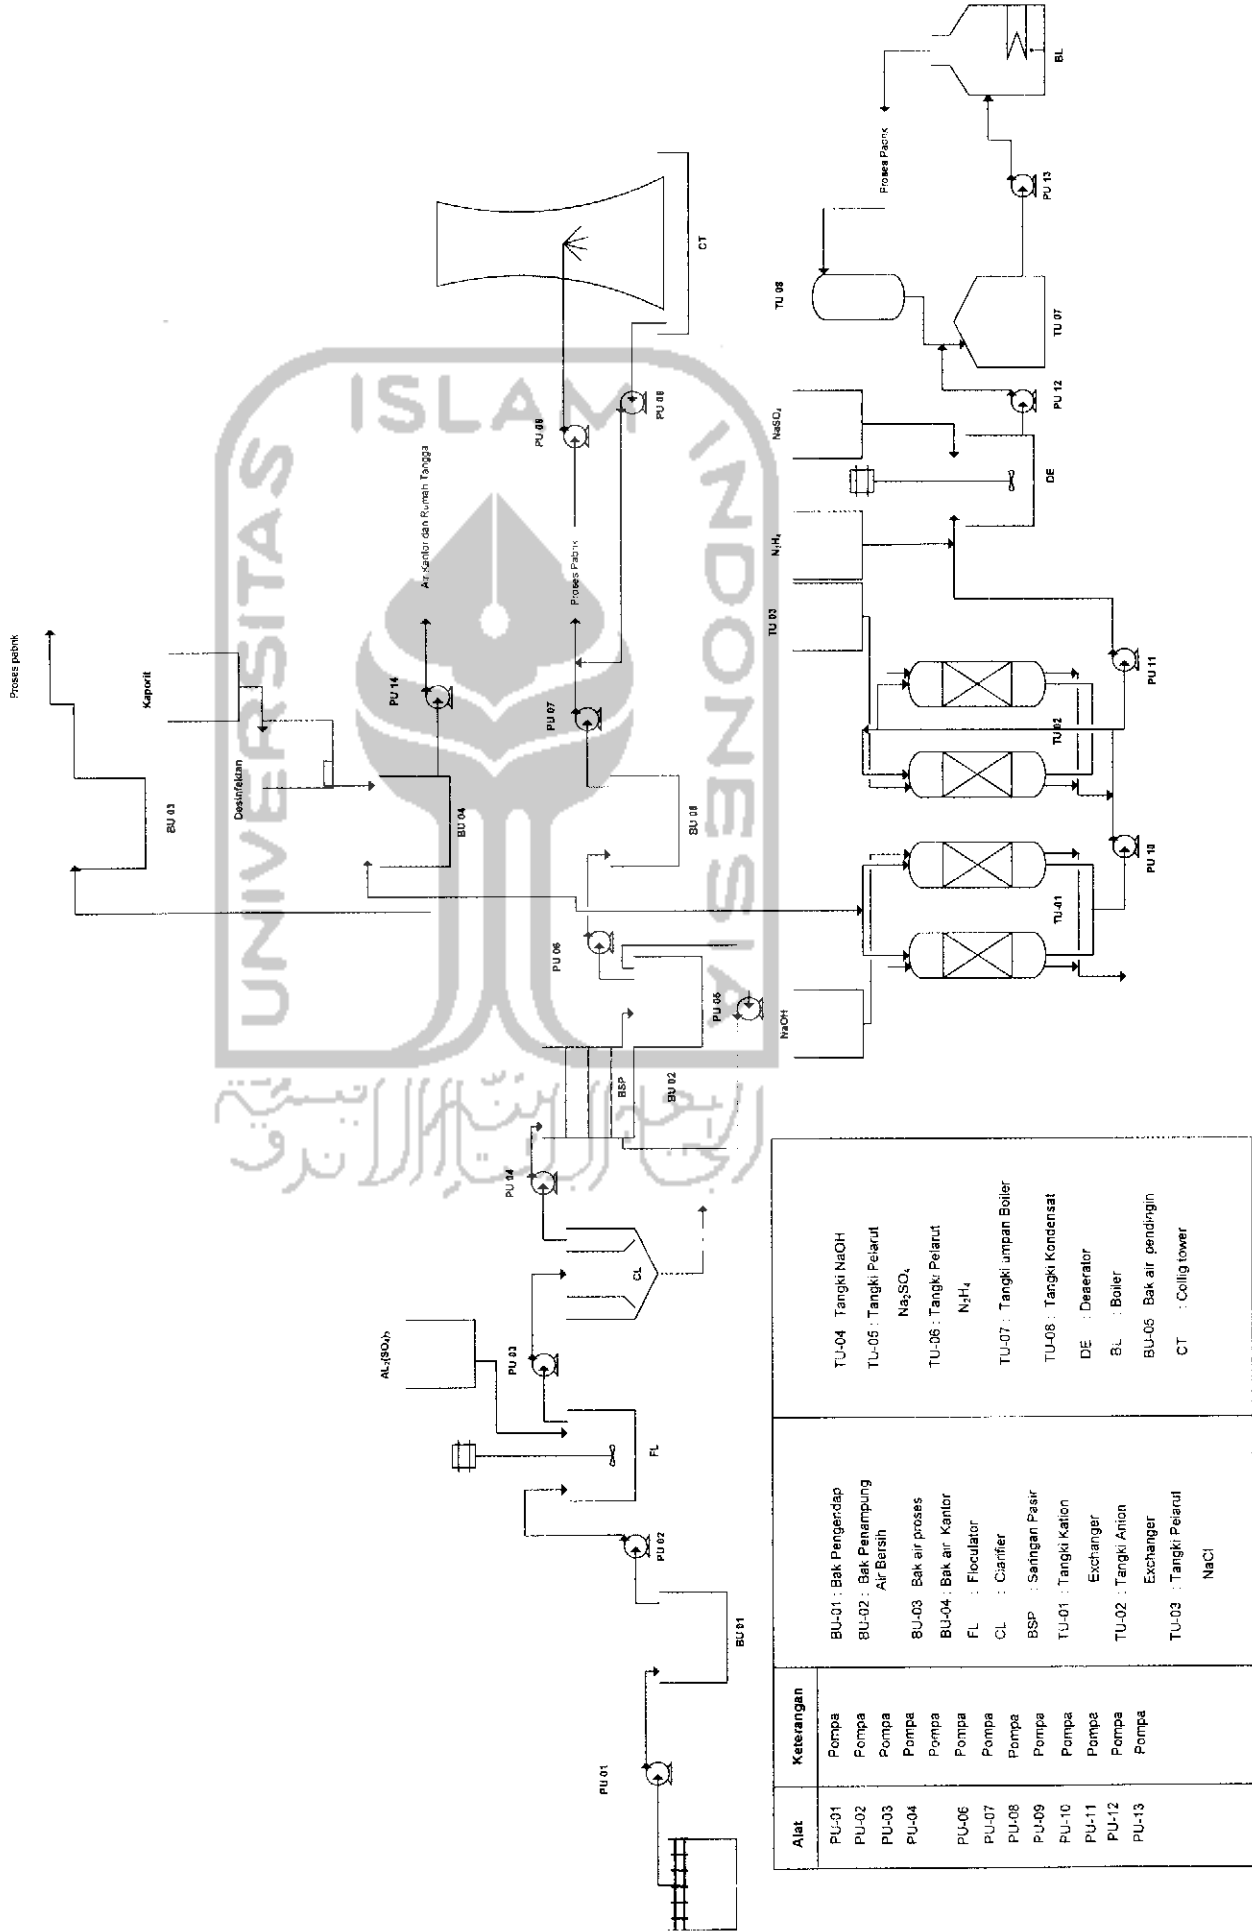 Proses pabrik
Kaporit
Desinfektan
BU 03
BU 04
PU 14
Air Kantor dan Rumah Tangga
PU 07
Proses Pabrik
BU 05
PU 06
PU 09
PU 08
CT
PU 01
BU 01
PU 02
FL
AL2(SO4)3
PU 03
CL
PU 04
BSP
BU 02
PU 05
NaOH
TU-01
PU 10
TU 02
PU 11
TU 03
N2H4
NaSO4
DE
PU 12
TU 08
TU 07
PU 13
Proses Pabrik
BL
UNIVERSITAS
ISLAM
INDONESIA
Alat
Keterangan
PU-01 Pompa
PU-02 Pompa
PU-03 Pompa
PU-04 Pompa
Pompa
PU-06 Pompa
PU-07 Pompa
PU-08 Pompa
PU-09 Pompa
PU-10 Pompa
PU-11 Pompa
PU-12 Pompa
PU-13 Pompa
BU-01 : Bak Pengendap
BU-02 : Bak Penampung
Air Bersih
BU-03 Bak air proses
BU-04 : Bak air Kantor
FL : Floculator
CL : Clarifier
BSP : Saringan Pasir
TU-01 : Tangki Kation
Exchanger
TU-02 : Tangki Anion
Exchanger
TU-03 : Tangki Pelarut
NaCl
TU-04 Tangki NaOH
TU-05 : Tangki Pelarut
Na2SO4
TU-06 : Tangki Pelarut
N2H4
TU-07 : Tangki umpan Boiler
TU-08 : Tangki Kondensat
DE : Deaerator
BL : Boiler
BU-05 Bak air pendingin
CT : Collig tower